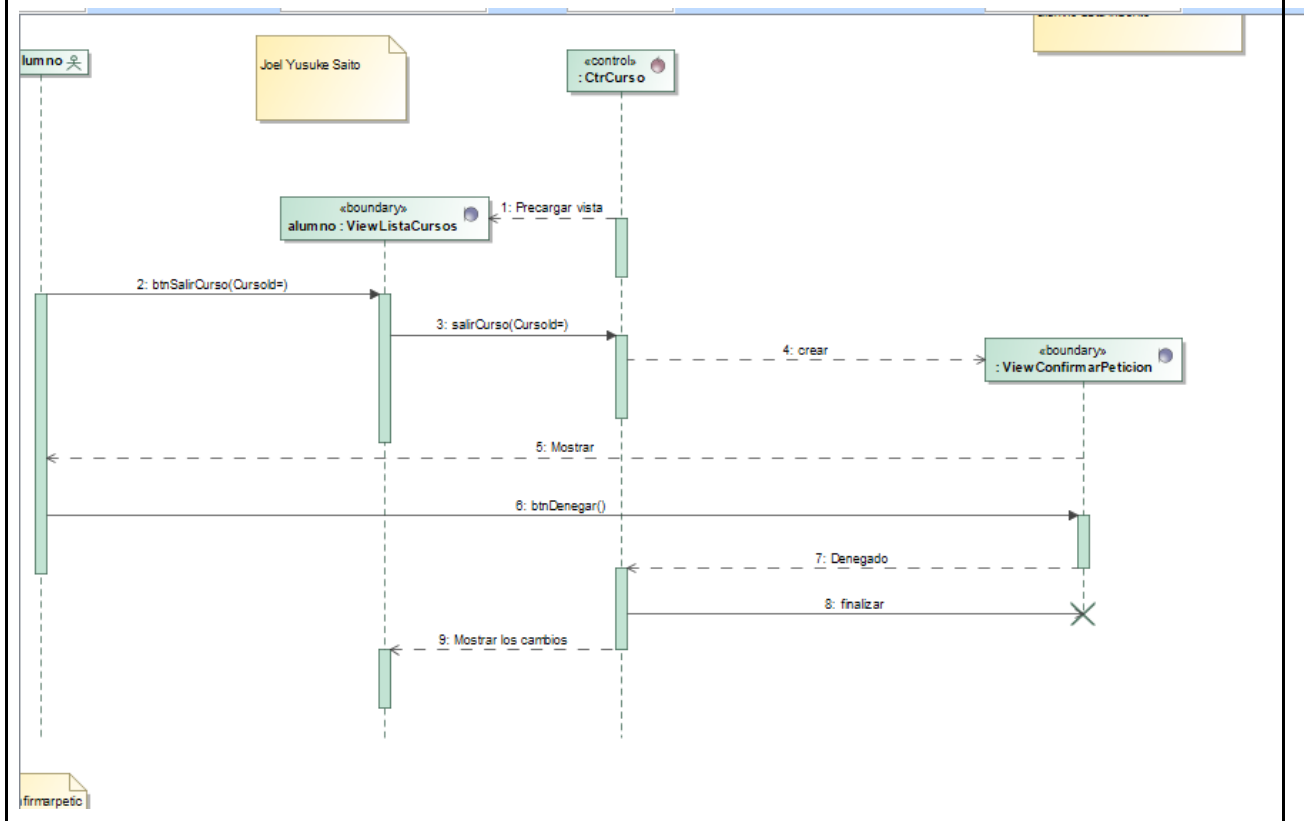 lumno
Joel Yusuke Saito
«control»
: CtrCurso
«boundary»
alumno : ViewListaCursos
1: Precargar vista
2: btnSalirCurso(CursoId=)
3: salirCurso(CursoId=)
4: crear
«boundary»
: ViewConfirmarPeticion
5: Mostrar
6: btnDenegar()
7: Denegado
8: finalizar
9: Mostrar los cambios
firmarpetic